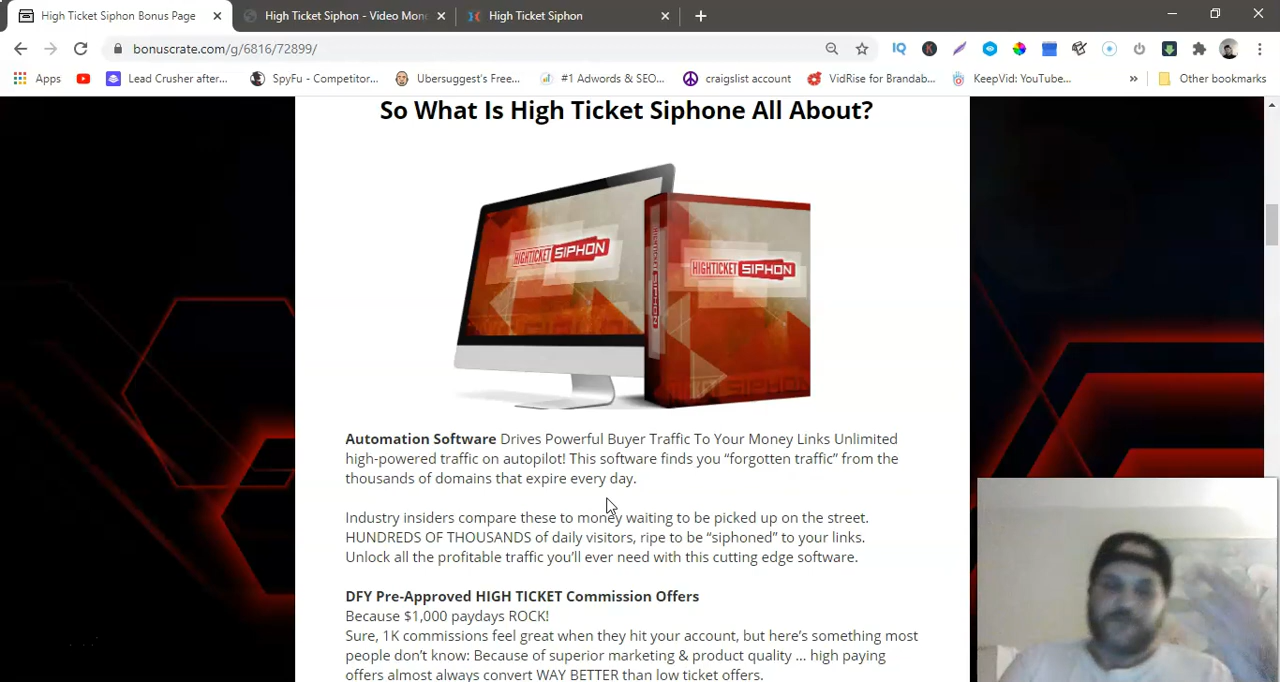 High Ticket Siphon Bonus Page
High Ticket Siphon - Video Mone
High Ticket Siphon
bonuscrate.com/g/6816/72899/
IQ
K
Apps
Lead Crusher after...
SpyFu - Competitor...
Ubersuggest's Free...
#1 Adwords & SEO...
craigslist account
VidRise for Brandab...
KeepVid: YouTube...
»
Other bookmarks
So What Is High Ticket Siphone All About?
HIGHTICKET SIPHON
HIGHTICKET SIPHON
HIGHTICKET SIPHON
Automation Software Drives Powerful Buyer Traffic To Your Money Links Unlimited
high-powered traffic on autopilot! This software finds you “forgotten traffic” from the
thousands of domains that expire every day.
Industry insiders compare these to money waiting to be picked up on the street.
HUNDREDS OF THOUSANDS of daily visitors, ripe to be “siphoned” to your links.
Unlock all the profitable traffic you’ll ever need with this cutting edge software.
DFY Pre-Approved HIGH TICKET Commission Offers
Because $1,000 paydays ROCK!
Sure, 1K commissions feel great when they hit your account, but here’s something most
people don’t know: Because of superior marketing & product quality ... high paying
offers almost always convert WAY BETTER than low ticket offers.